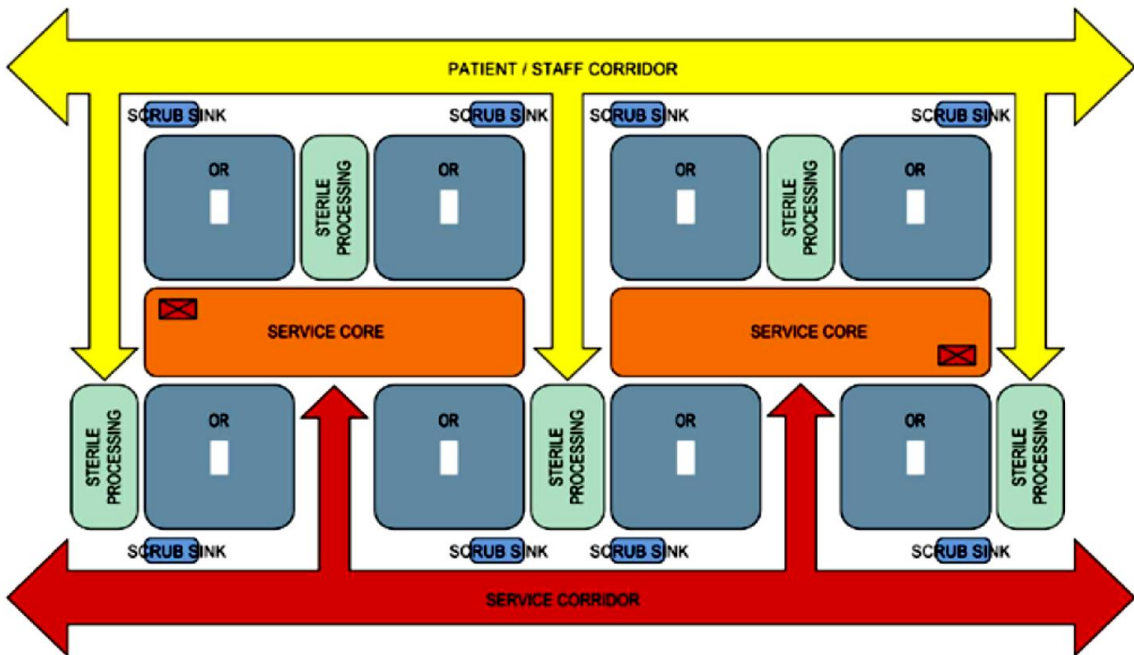 PATIENT / STAFF CORRIDOR
SCRUB SINK
SCRUB SINK
SCRUB SINK
SCRUB SINK
OR
STERILE
PROCESSING
OR
OR
STERILE
PROCESSING
OR
SERVICE CORE
SERVICE CORE
STERILE
PROCESSING
OR
OR
STERILE
PROCESSING
OR
OR
STERILE
PROCESSING
SCRUB SINK
SCRUB SINK
SCRUB SINK
SCRUB SINK
SERVICE CORRIDOR